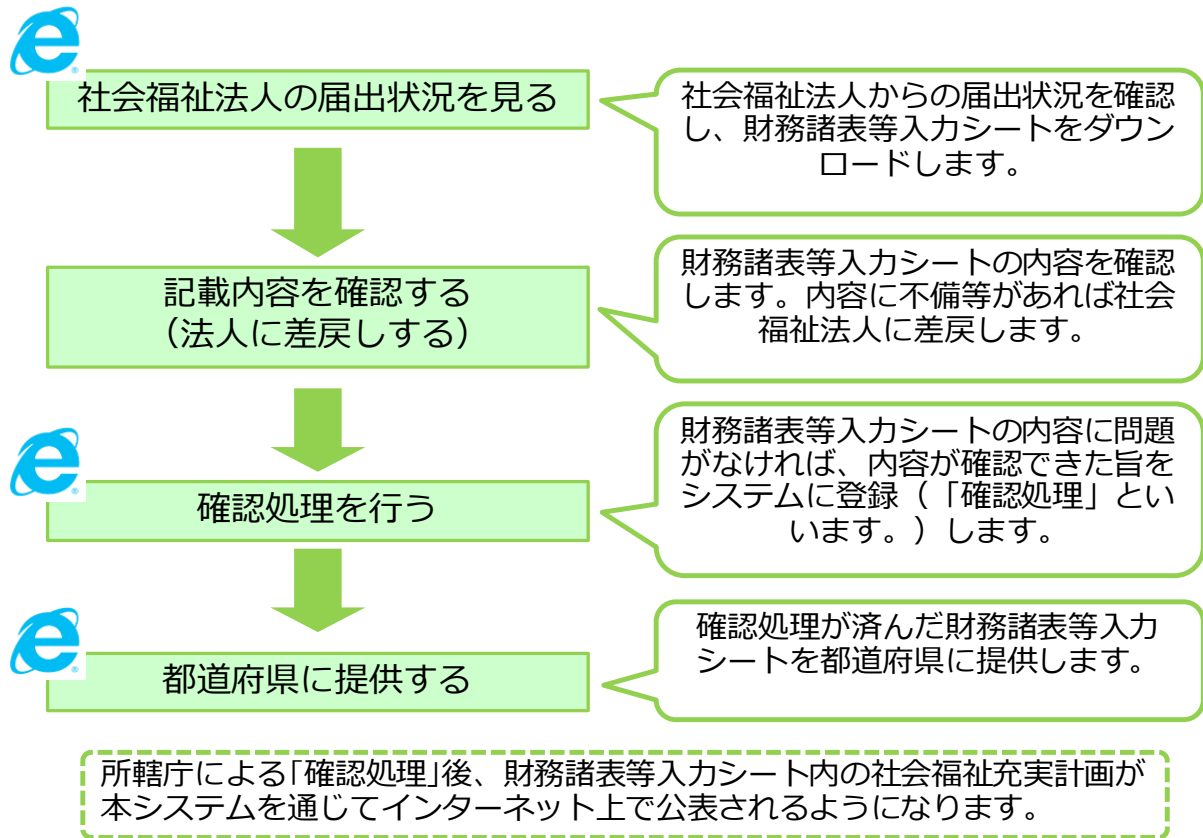 社会福祉法人の届出状況を見る
社会福祉法人からの届出状況を確認
し、財務諸表等入力シートをダウン
ロードします。
記載内容を確認する
（法人に差戻しする）
財務諸表等入力シートの内容を確認
します。内容に不備等があれば社会
福祉法人に差戻します。
確認処理を行う
財務諸表等入力シートの内容に問題
がなければ、内容が確認できた旨を
システムに登録（「確認処理」とい
います。）します。
都道府県に提供する
確認処理が済んだ財務諸表等入力
シートを都道府県に提供します。
所轄庁による「確認処理」後、財務諸表等入力シート内の社会福祉充実計画が
本システムを通じてインターネット上で公表されるようになります。